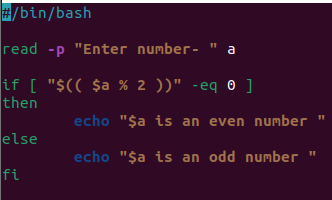 #/bin/bash
read -p "Enter number- " a
if [ "$(( $a % 2 ))" -eq 0 ]
then
echo "$a is an even number "
else
echo "$a is an odd number "
fi